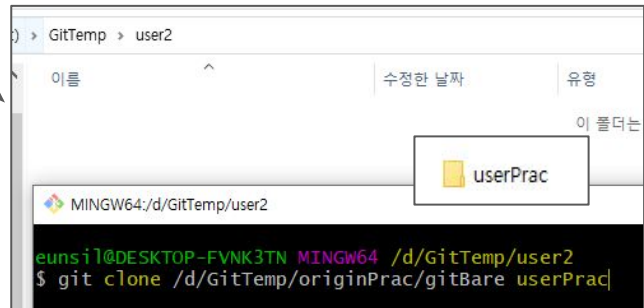 ) > GitTemp > user2
이름 수정한 날짜 유형
이 폴더는
userPrac
MINGW64:/d/GitTemp/user2
eunsil@DESKTOP-FVNK3TN MINGW64 /d/GitTemp/user2
$ git clone /d/GitTemp/originPrac/gitBare userPrac